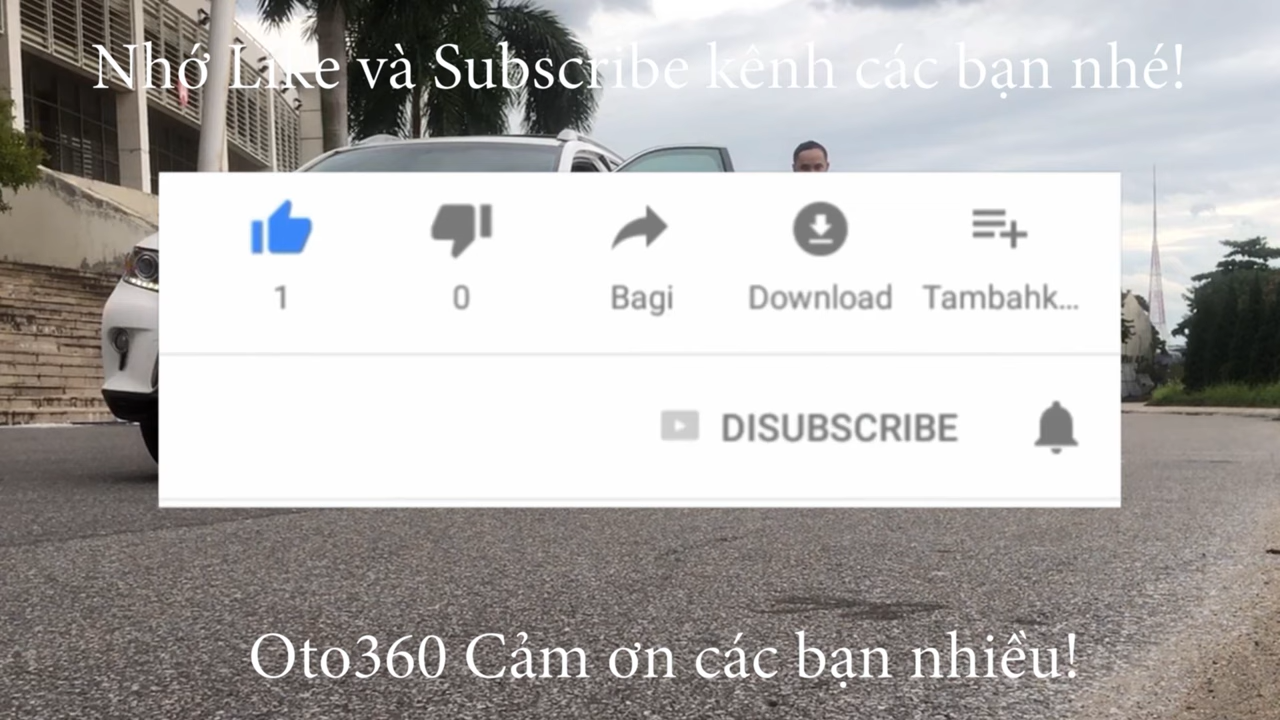 Nhớ Like và Subscribe kênh các bạn nhé!
1 0 Bagi Download Tambahk...
DISUBSCRIBE
Oto360 Cảm ơn các bạn nhiều!